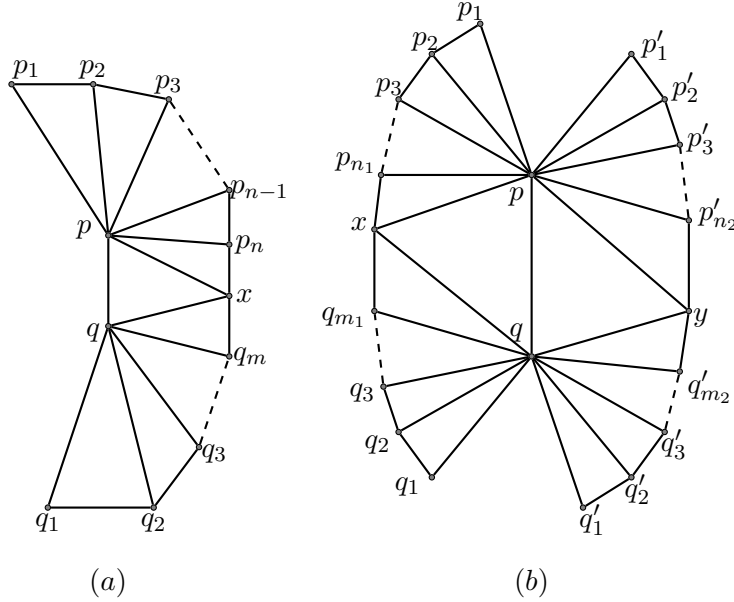 p₁ p₂ p₃
pₙ₋₁
p pₙ
x
q qₘ
q₃
q₁ q₂
(a)
p₁
p₂ p′₁
p₃ p′₂
p′₃
pₙ₁ p
p′ₙ₂
x
qₘ₁ q y
q₃ q′ₘ₂
q₂ q′₃
q₁ q′₂
q′₁
(b)